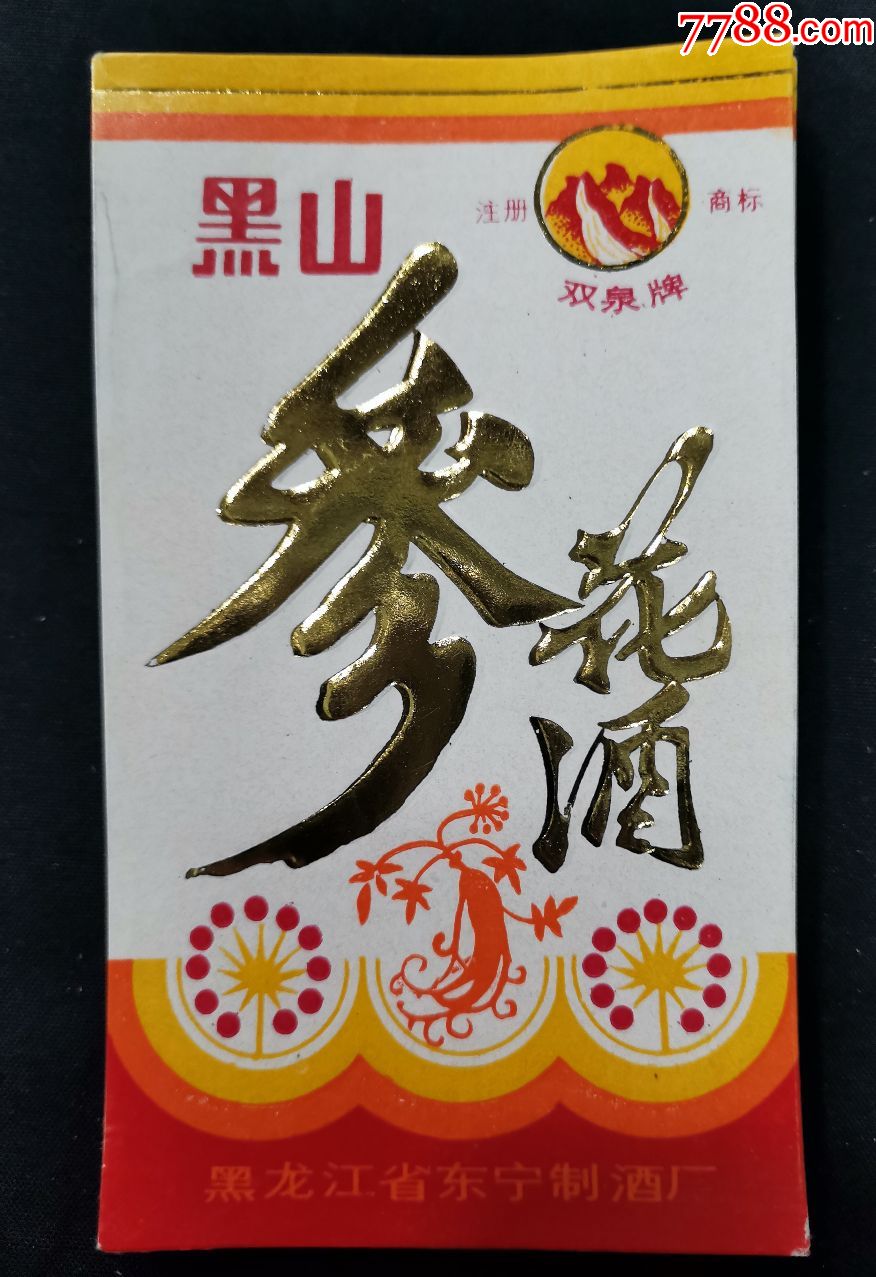 7788.com
黑山
注册 商标
双泉牌
参花酒
黑龙江省东宁制酒厂